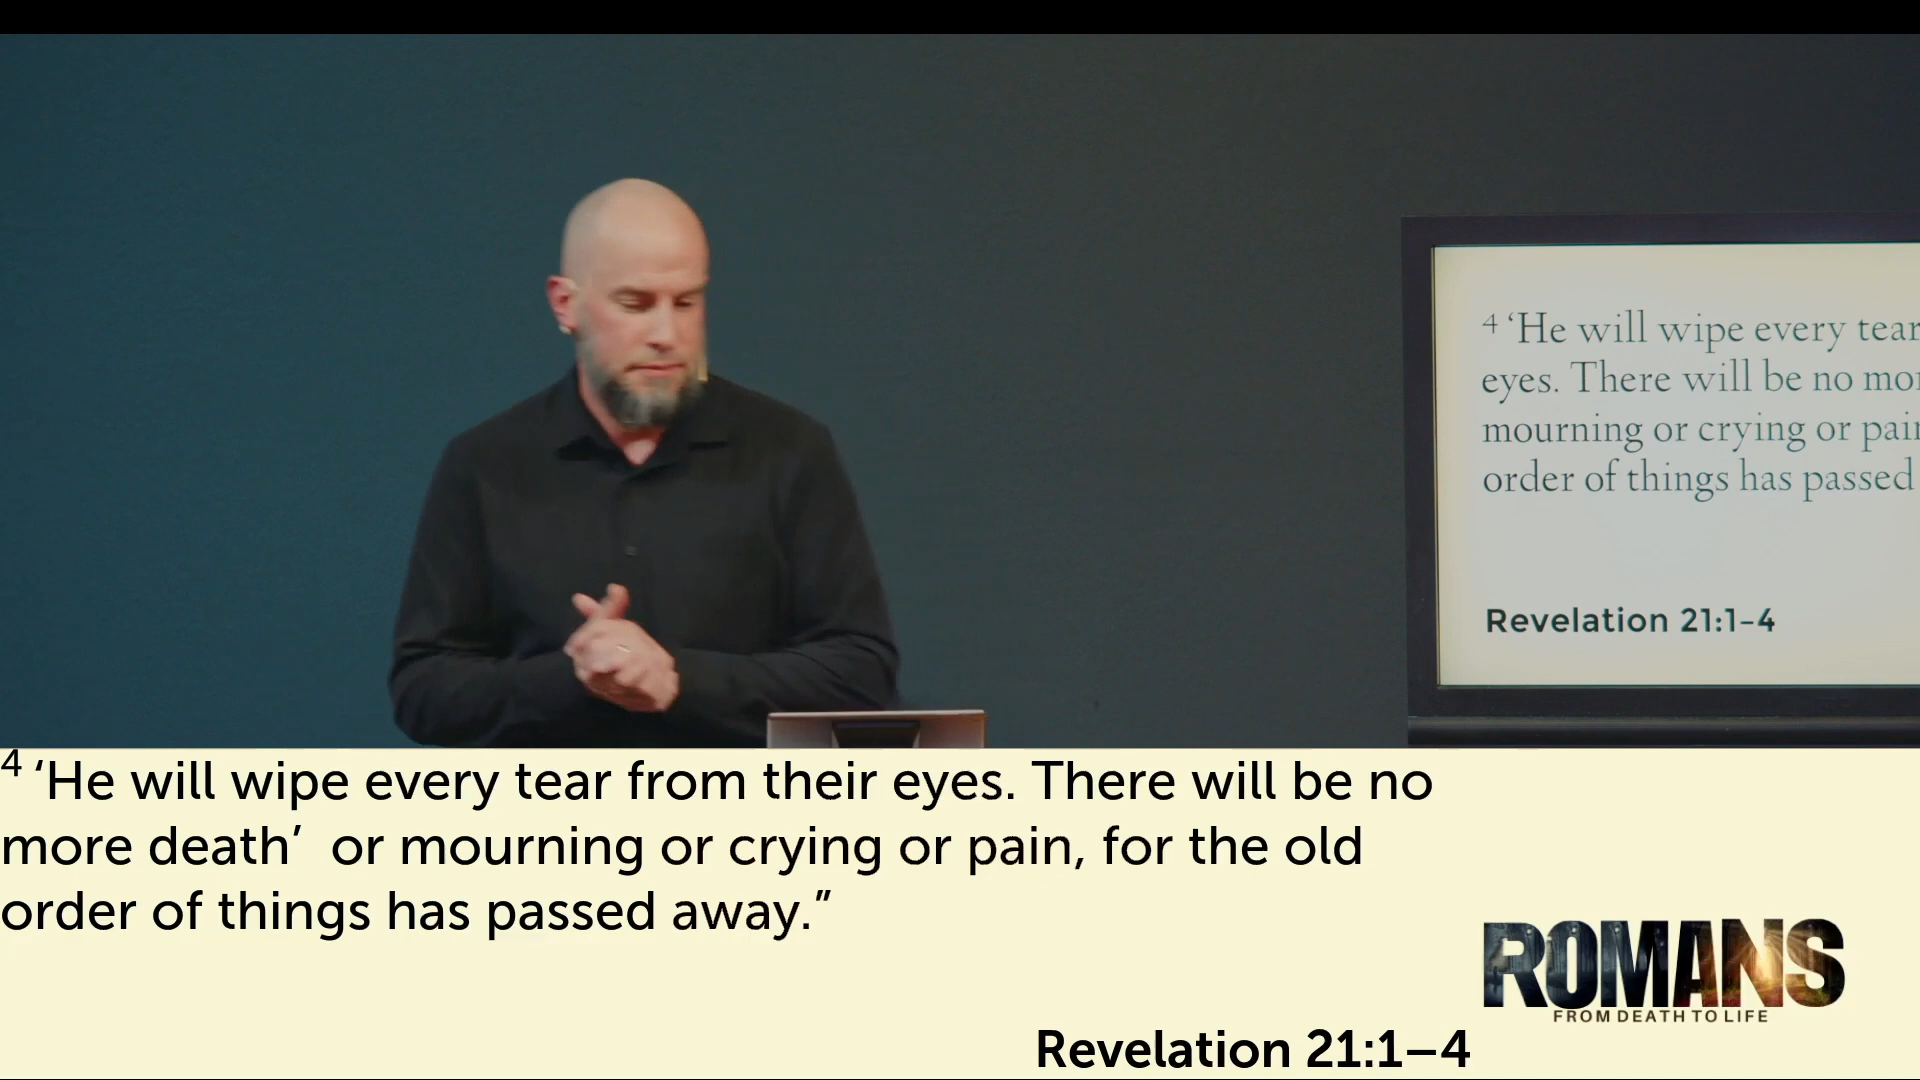 4 ‘He will wipe every tear
eyes. There will be no
mourning or crying or
order of things has passed
Revelation 21:1–4
4 ‘He will wipe every tear from their eyes. There will be no
more death’ or mourning or crying or pain, for the old
order of things has passed away.”
ROMANS
FROM DEATH TO LIFE
Revelation 21:1–4